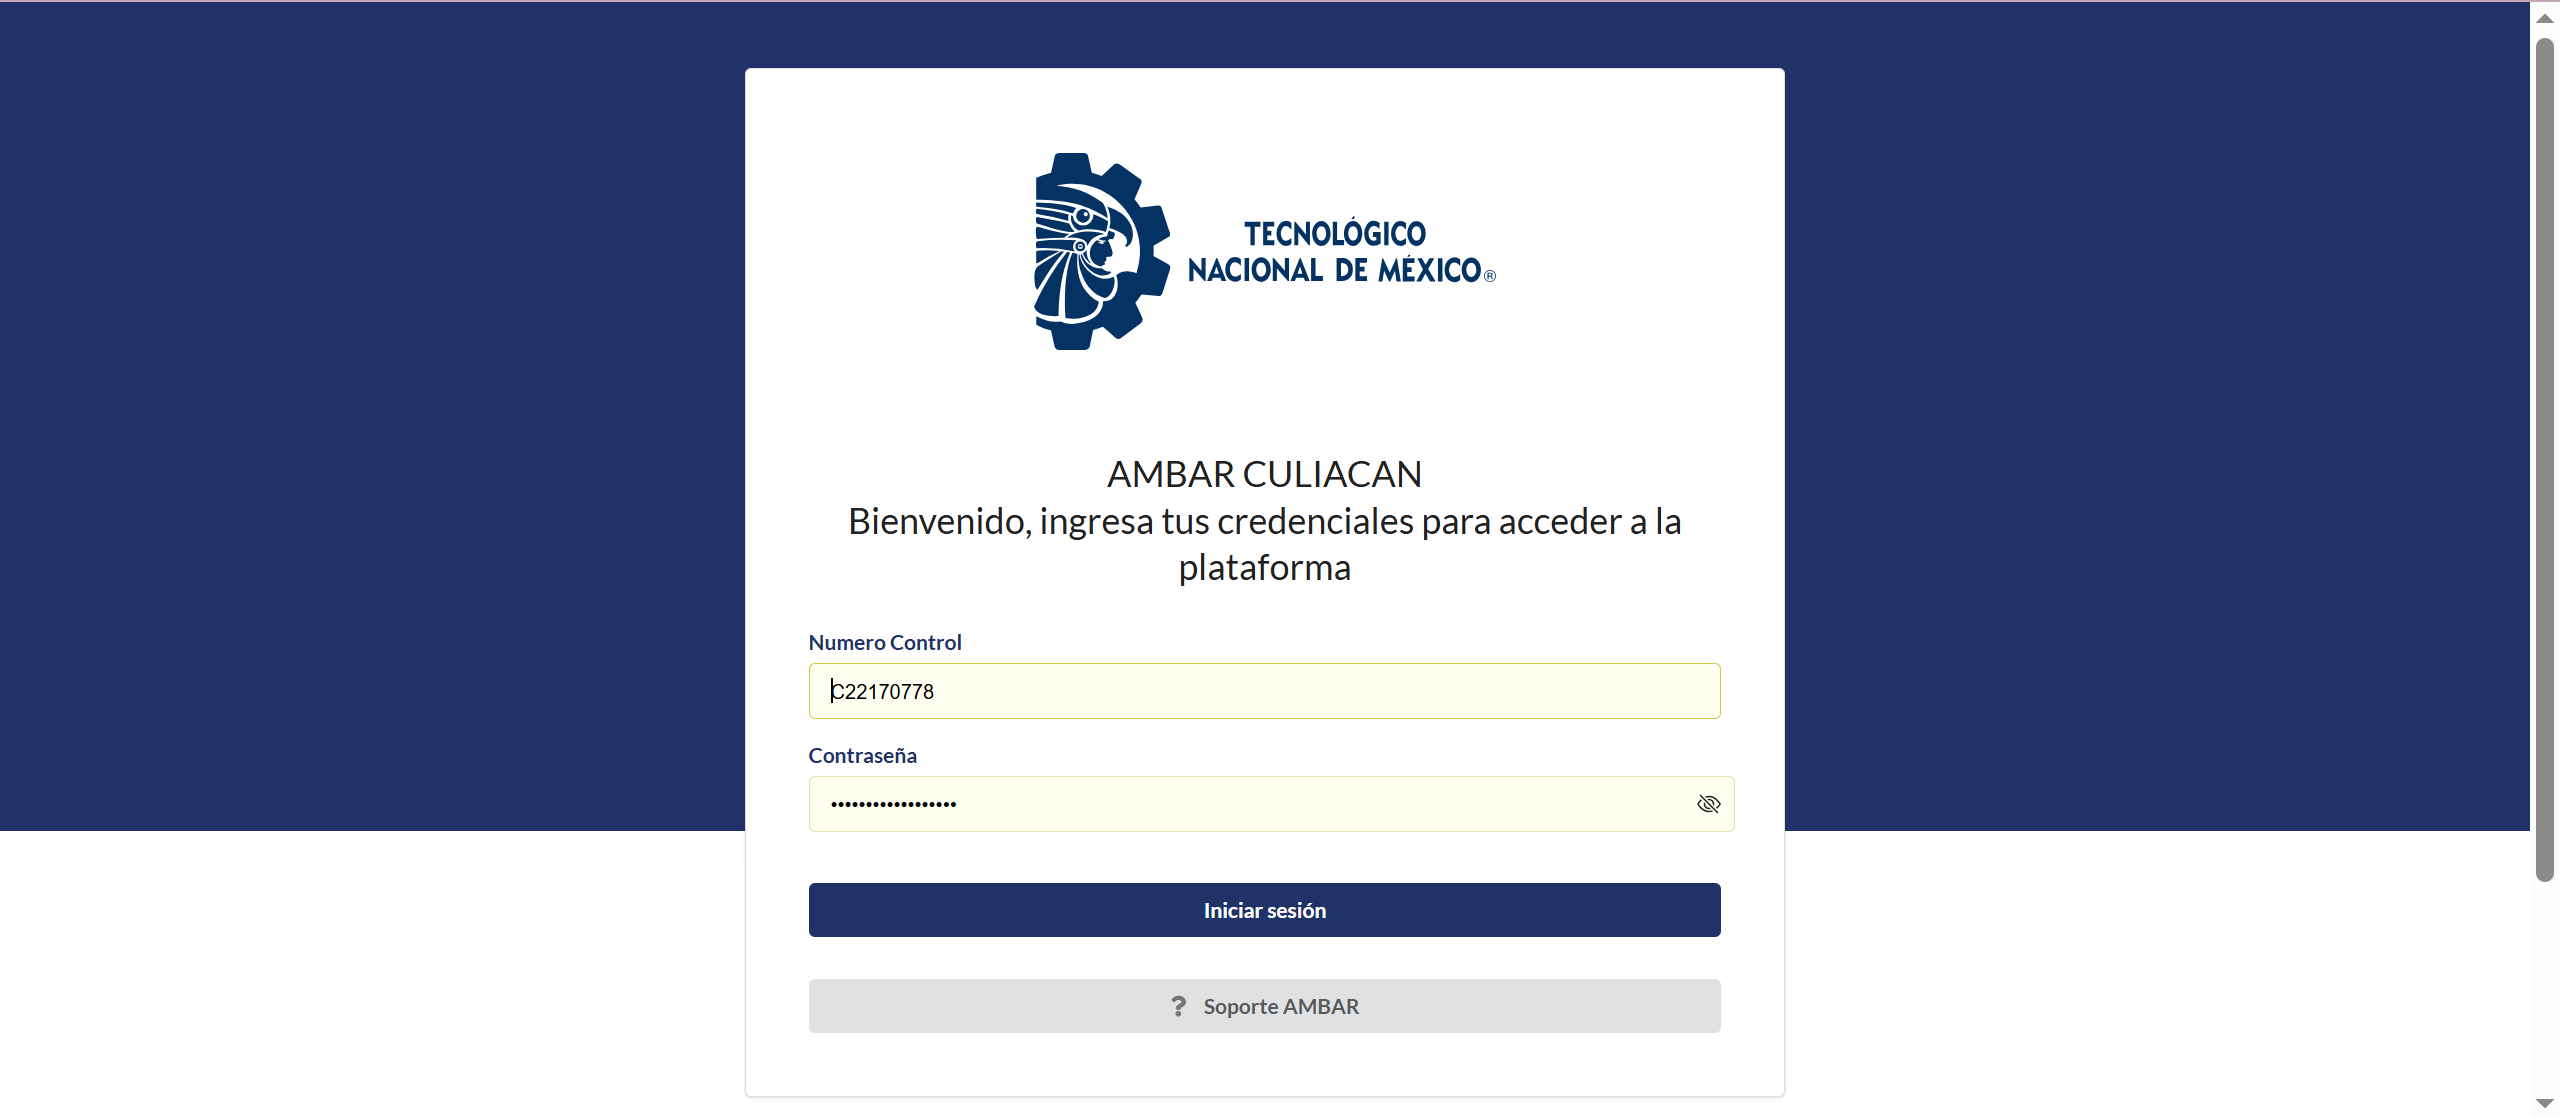 TECNOLÓGICO
NACIONAL DE MÉXICO®
AMBAR CULIACAN
Bienvenido, ingresa tus credenciales para acceder a la
plataforma
Numero Control
C22170778
Contraseña
••••••••••••••••••
Iniciar sesión
? Soporte AMBAR